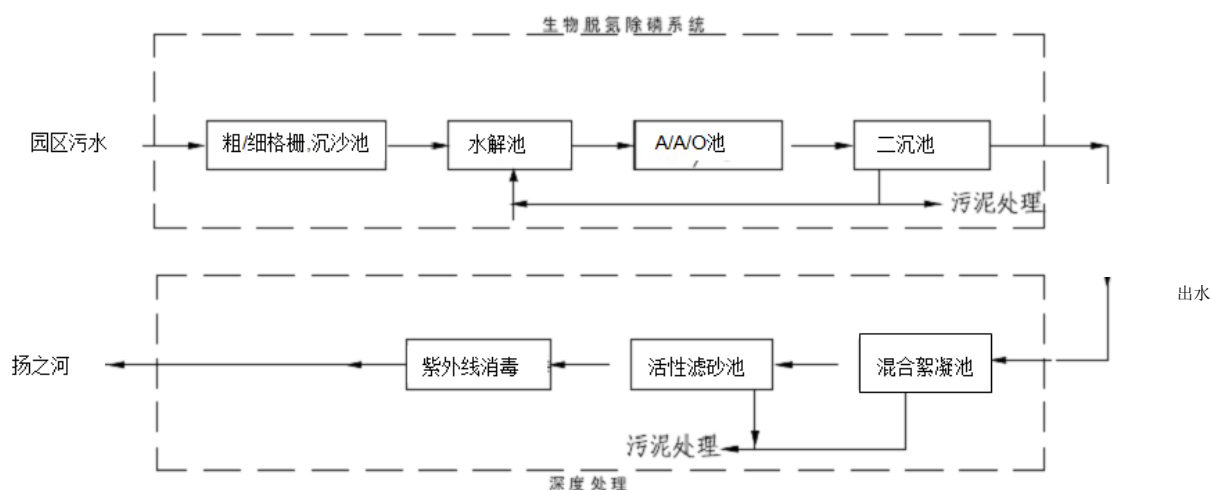 生物脱氮除磷系统
园区污水
粗/细格栅,沉沙池
水解池
A/A/O池
二沉池
污泥处理
出水
扬之河
紫外线消毒
活性滤砂池
混合絮凝池
污泥处理
深度处理